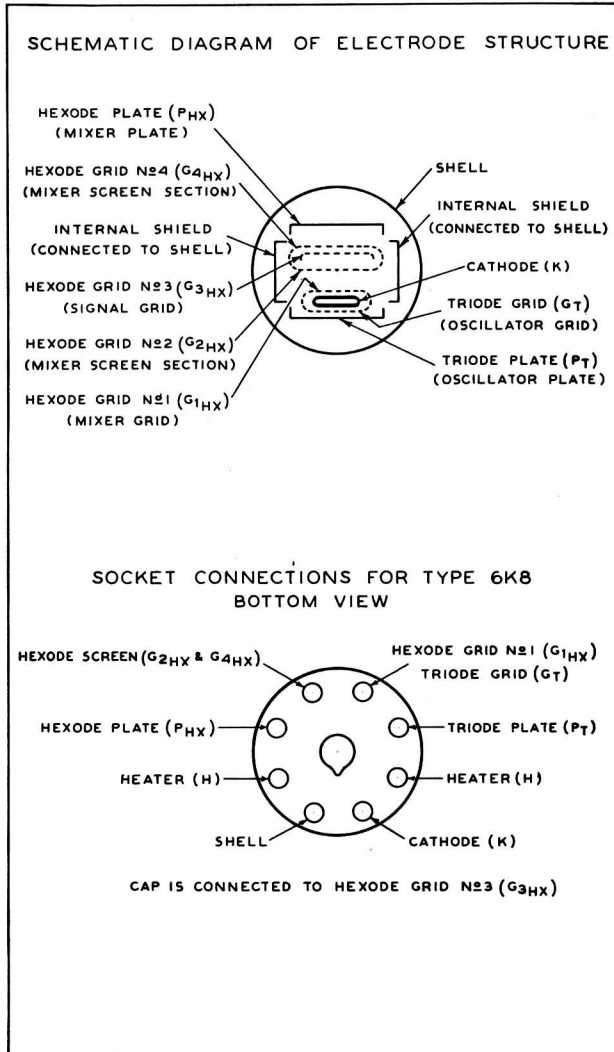 SCHEMATIC DIAGRAM OF ELECTRODE STRUCTURE
HEXODE PLATE (PHX)
(MIXER PLATE)
HEXODE GRID №4 (G4HX)
(MIXER SCREEN SECTION)
INTERNAL SHIELD
(CONNECTED TO SHELL)
HEXODE GRID №3 (G3HX)
(SIGNAL GRID)
HEXODE GRID №2 (G2HX)
(MIXER SCREEN SECTION)
HEXODE GRID №1 (G1HX)
(MIXER GRID)
SHELL
INTERNAL SHIELD
(CONNECTED TO SHELL)
CATHODE (K)
TRIODE GRID (GT)
(OSCILLATOR GRID)
TRIODE PLATE (PT)
(OSCILLATOR PLATE)
SOCKET CONNECTIONS FOR TYPE 6K8
BOTTOM VIEW
HEXODE SCREEN (G2HX & G4HX)
HEXODE PLATE (PHX)
HEATER (H)
SHELL
HEXODE GRID №1 (G1HX)
TRIODE GRID (GT)
TRIODE PLATE (PT)
HEATER (H)
CATHODE (K)
CAP IS CONNECTED TO HEXODE GRID №3 (G3HX)